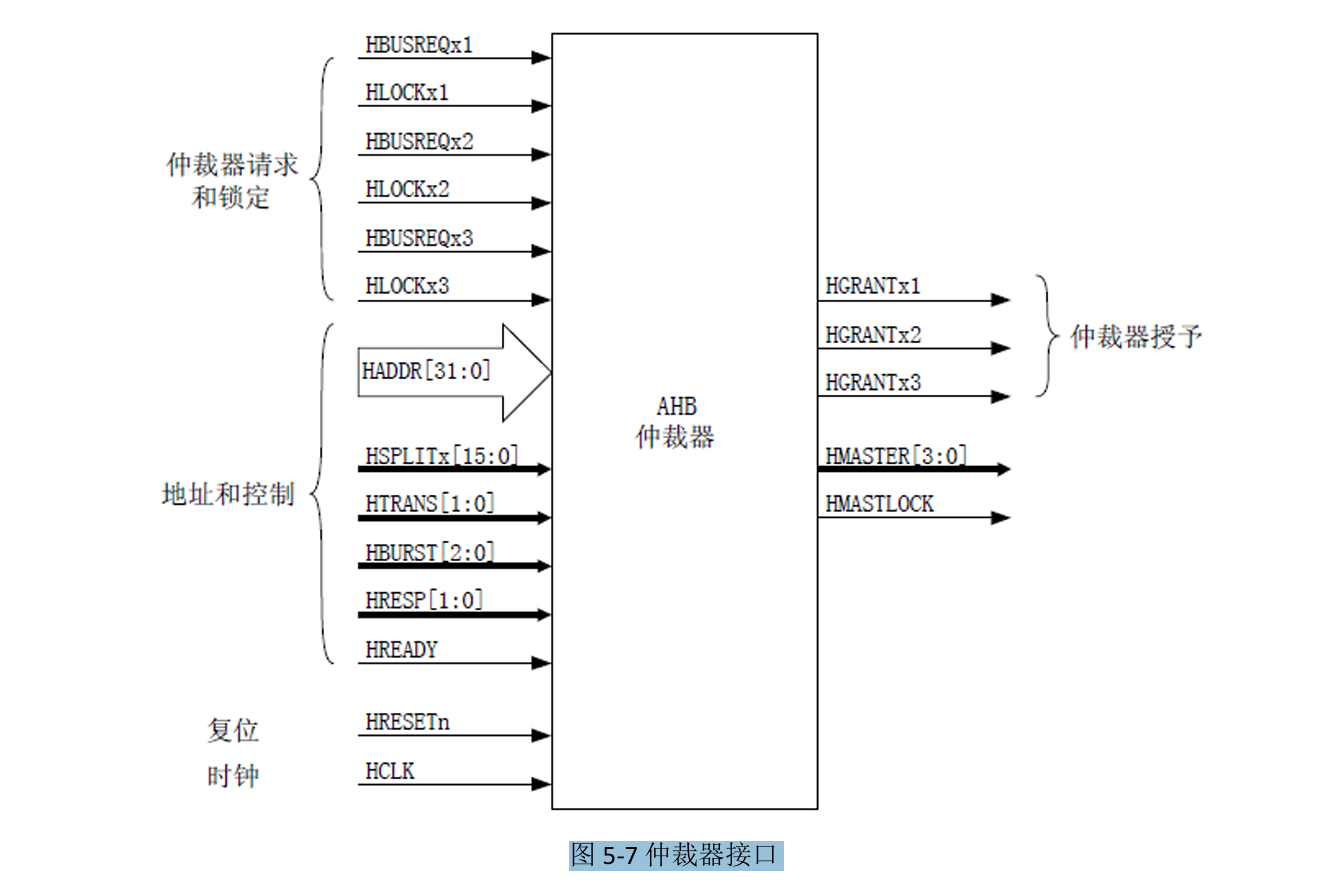 HBUSREQx1
HLOCKx1
HBUSREQx2
仲裁器请求
和锁定
HLOCKx2
HBUSREQx3
HLOCKx3
HADDR[31:0]
HSPLITx[15:0]
地址和控制
HTRANS[1:0]
HBURST[2:0]
HRESP[1:0]
HREADY
复位
HRESETn
时钟
HCLK
AHB
仲裁器
HGRANTx1
HGRANTx2
仲裁器授予
HGRANTx3
HMASTER[3:0]
HMASTLOCK
图 5-7 仲裁器接口